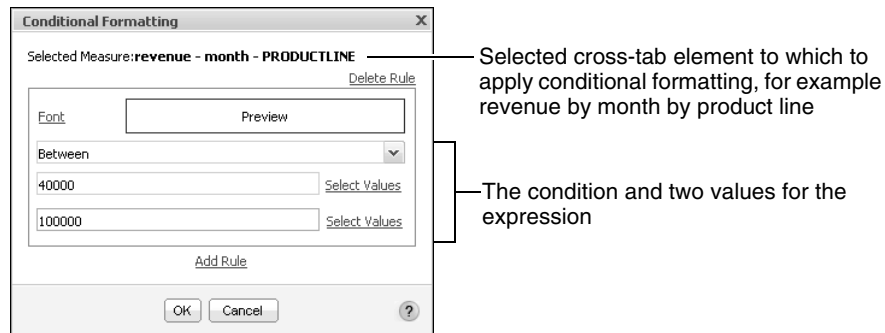 Conditional Formatting X
Selected Measure:revenue - month - PRODUCTLINE
Delete Rule
Font
Preview
Between
40000
Select Values
100000
Select Values
Add Rule
OK
Cancel
?
Selected cross-tab element to which to
apply conditional formatting, for example
revenue by month by product line
The condition and two values for the
expression